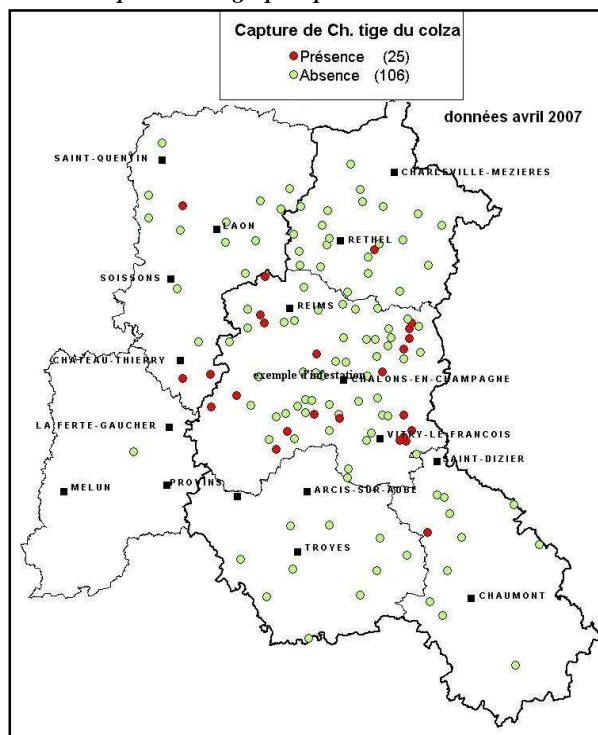 Capture de Ch. tige du colza
Présence (25)
Absence (106)
données avril 2007
SAINT-QUENTIN
CHARLEVILLE-MEZIERES
LAON
RETHEL
SOISSONS
REIMS
CHATEAU-THIERRY
exemple d'infestation
CHALONS-EN-CHAMPAGNE
LA-FERTE-GAUCHER
VITRY-LE-FRANCOIS
SAINT-DIZIER
MELUN
PROVINS
ARCIS-SUR-AUBE
TROYES
CHAUMONT